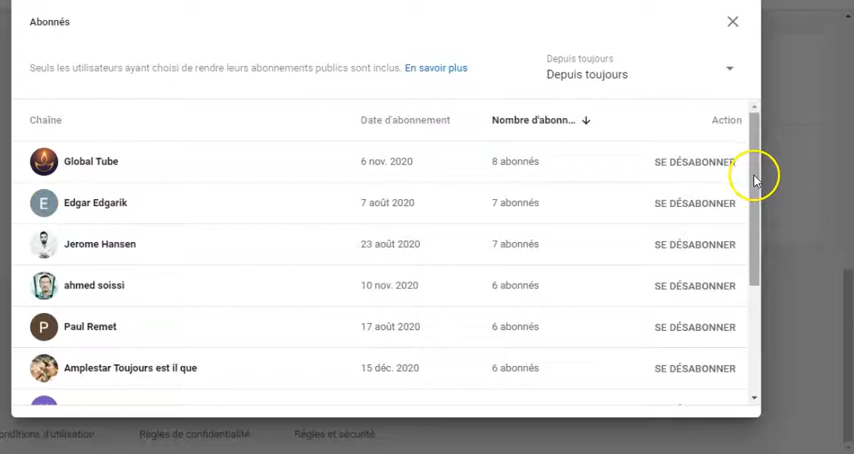 Abonnés
Seuls les utilisateurs ayant choisi de rendre leurs abonnements publics sont inclus. En savoir plus
Depuis toujours
Depuis toujours
Chaîne Date d'abonnement Nombre d'abonn... Action
Global Tube 6 nov. 2020 8 abonnés SE DÉSABONNER
E Edgar Edgarik 7 août 2020 7 abonnés SE DÉSABONNER
Jerome Hansen 23 août 2020 7 abonnés SE DÉSABONNER
ahmed soissi 10 nov. 2020 6 abonnés SE DÉSABONNER
P Paul Remet 17 août 2020 6 abonnés SE DÉSABONNER
Amplestar Toujours est il que 15 déc. 2020 6 abonnés SE DÉSABONNER
onditions d'utilisation Règles de confidentialité Règles et sécurité